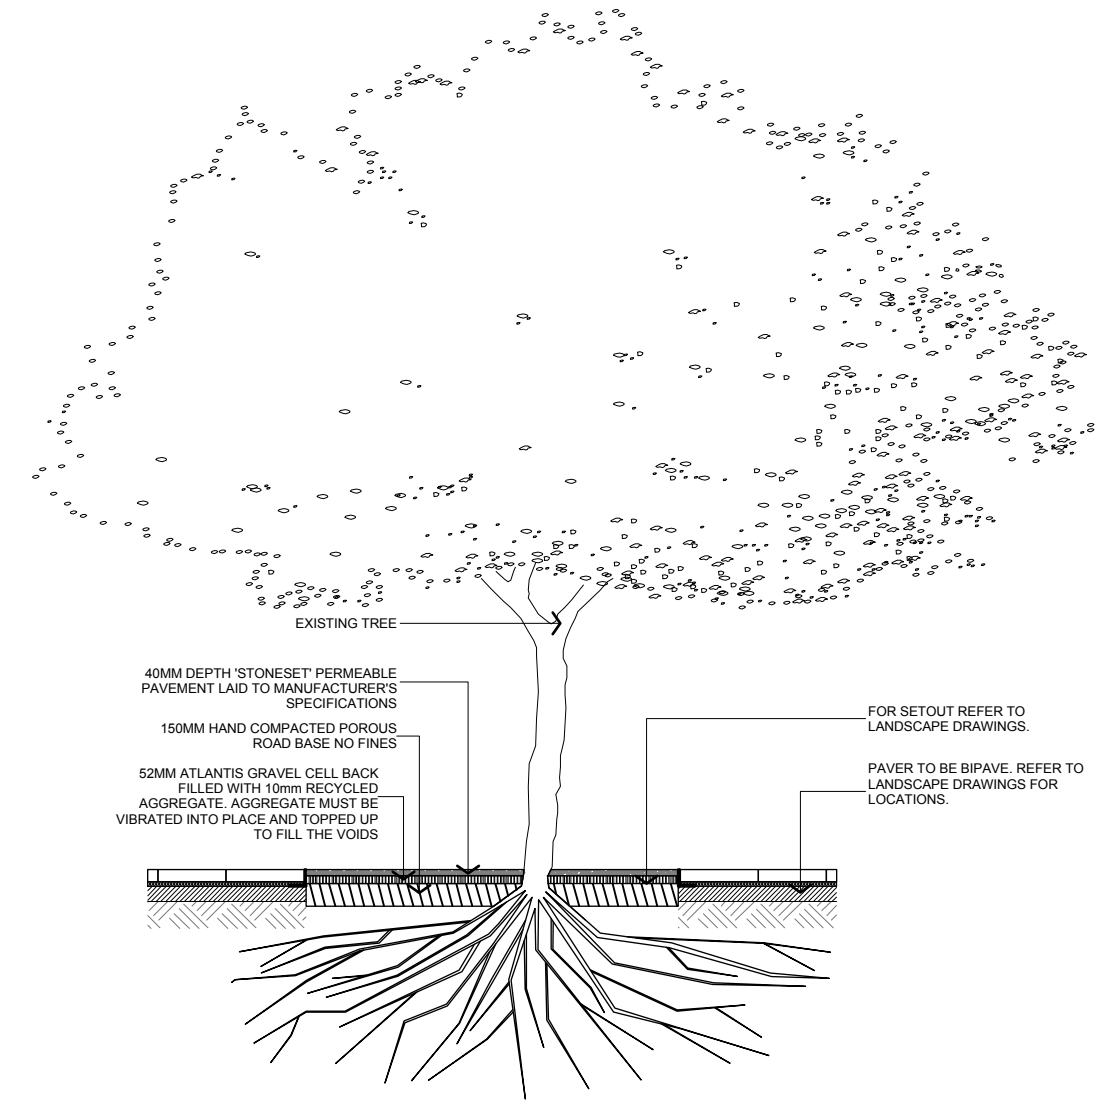 EXISTING TREE
40MM DEPTH 'STONESET' PERMEABLE
PAVEMENT LAID TO MANUFACTURER'S
SPECIFICATIONS
150MM HAND COMPACTED POROUS
ROAD BASE NO FINES
52MM ATLANTIS GRAVEL CELL BACK
FILLED WITH 10mm RECYCLED
AGGREGATE. AGGREGATE MUST BE
VIBRATED INTO PLACE AND TOPPED UP
TO FILL THE VOIDS
FOR SETOUT REFER TO
LANDSCAPE DRAWINGS.
PAVER TO BE BIPAVE. REFER TO
LANDSCAPE DRAWINGS FOR
LOCATIONS.